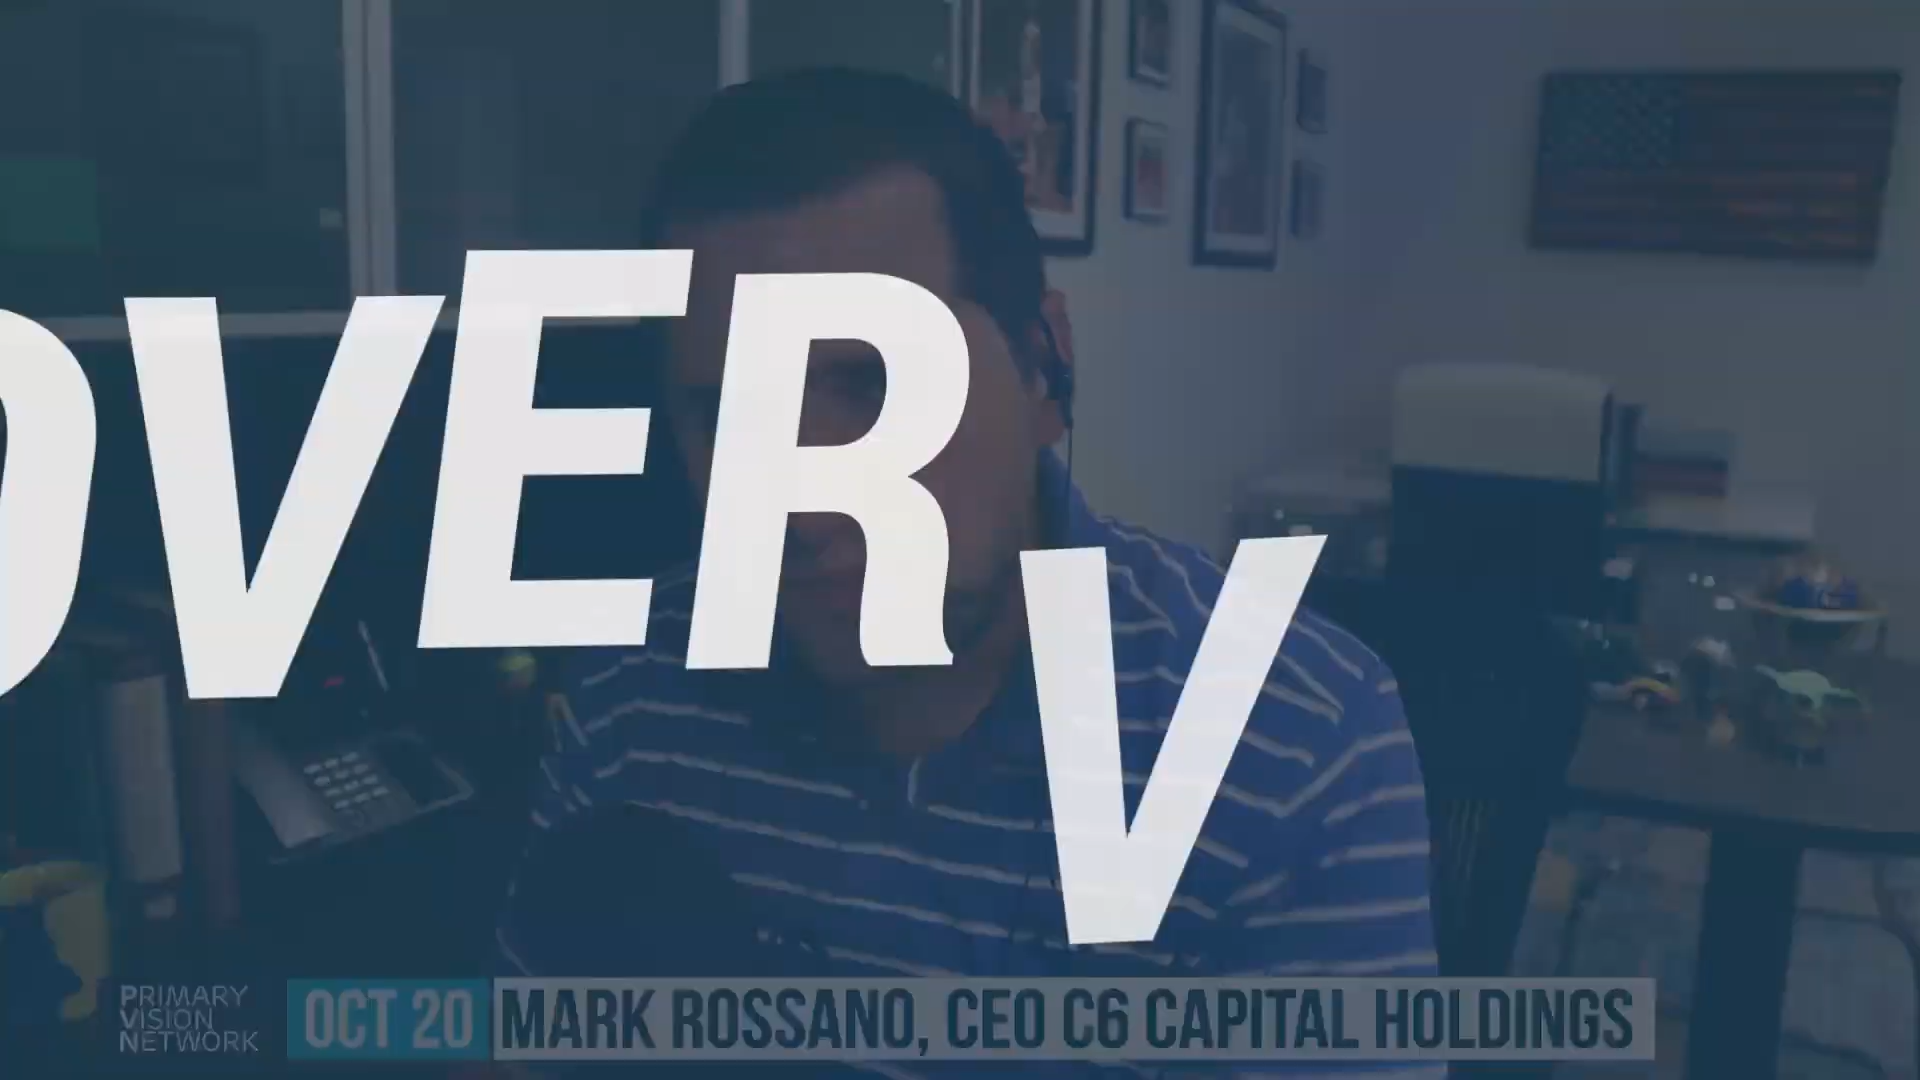 OVER V
PRIMARY
VISION
NETWORK
OCT 20
MARK ROSSANO, CEO C6 CAPITAL HOLDINGS